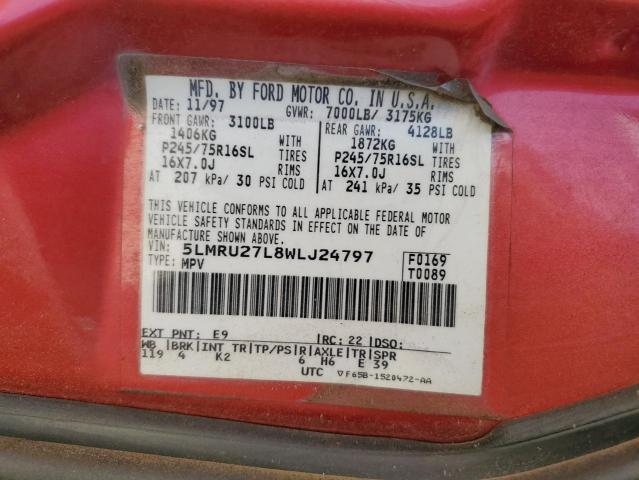 MFD. BY FORD MOTOR CO. IN U.S.A.
DATE: 11/97 GVWR: 7000LB/ 3175KG
FRONT GAWR: 3100LB REAR GAWR: 4128LB
1406KG WITH 1872KG WITH
P245/75R16SL TIRES P245/75R16SL TIRES
16X7.0J RIMS 16X7.0J RIMS
AT 207 kPa/ 30 PSI COLD AT 241 kPa/ 35 PSI COLD
THIS VEHICLE CONFORMS TO ALL APPLICABLE FEDERAL MOTOR
VEHICLE SAFETY STANDARDS IN EFFECT ON THE DATE OF
MANUFACTURE SHOWN ABOVE.
VIN: 5LMRU27L8WLJ24797 F0169
TYPE: MPV T0089
EXT PNT: E9 RC: 22 DSO:
WB BRK INT TR TP/PS R AXLE TR SPR
119 4 K2 6 H6 E 39
UTC ▽F65B-1520472-AA